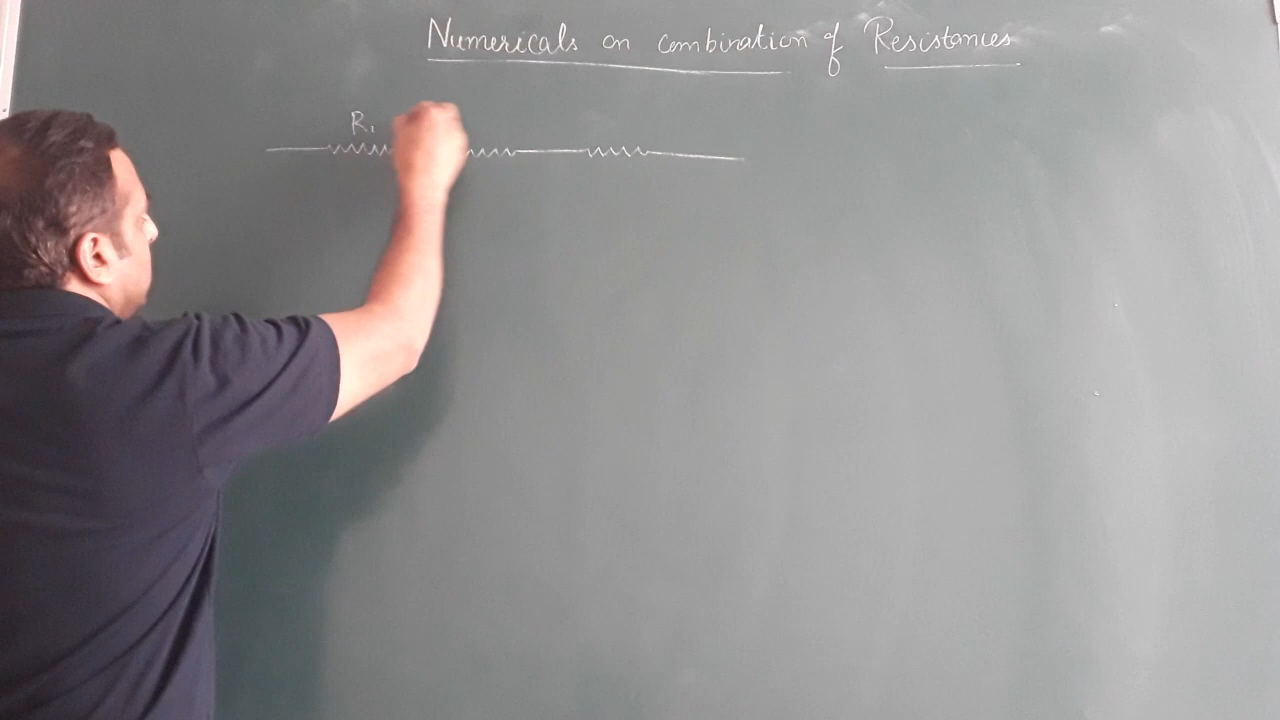 Numericals on combination of Resistances
R₁